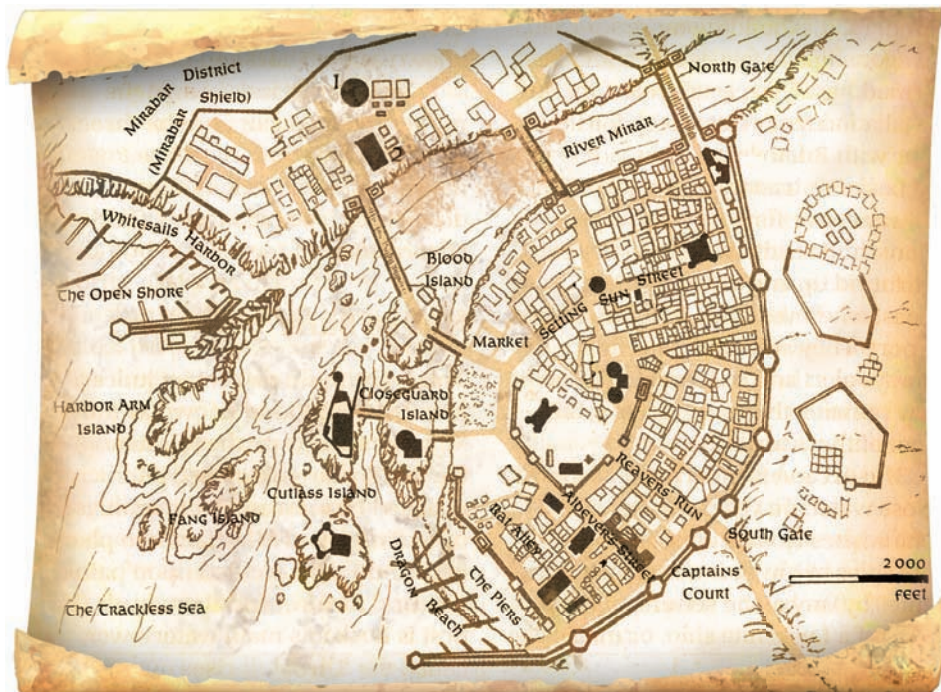 North Gate
Mirabar District
(Mirabar Shield)
1
2
River Mirar
Whitesails Harbor
Blood
Island
Setting Sun Street
The Open Shore
Market
Closeguard
Island
Harbor Arm
Island
Reavers' Run
Cutlass Island
Fang Island
Rat Alley
Aldevers Street
South Gate
Dragon Beach
The Piers
Captains'
Court
2000
feet
The Trackless Sea